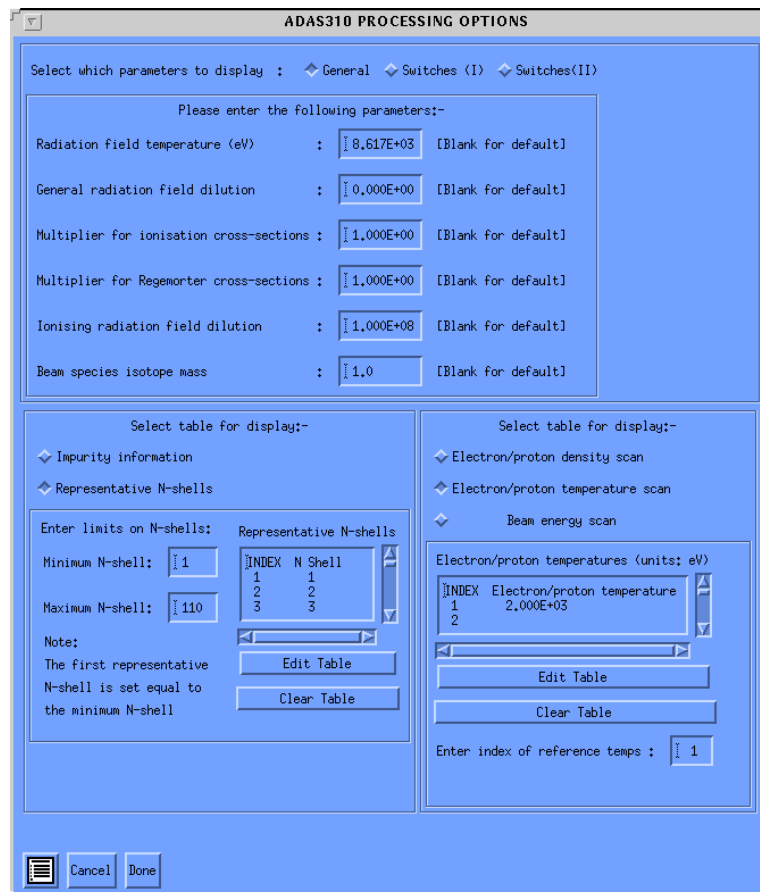 ADAS310 PROCESSING OPTIONS
Select which parameters to display : General Switches (I) Switches(II)
Please enter the following parameters:-
Radiation field temperature (eV) : 8.617E+03 [Blank for default]
General radiation field dilution : 0.000E+00 [Blank for default]
Multiplier for ionisation cross-sections : 1.000E+00 [Blank for default]
Multiplier for Regemorter cross-sections : 1.000E+00 [Blank for default]
Ionising radiation field dilution : 1.000E+08 [Blank for default]
Beam species isotope mass : 1.0 [Blank for default]
Select table for display:-
Impurity information
Representative N-shells
Enter limits on N-shells:
Minimum N-shell: 1
Maximum N-shell: 110
Note:
The first representative
N-shell is set equal to
the minimum N-shell
Representative N-shells
INDEX N Shell
1 1
2 2
3 3
Edit Table
Clear Table
Select table for display:-
Electron/proton density scan
Electron/proton temperature scan
Beam energy scan
Electron/proton temperatures (units: eV)
INDEX Electron/proton temperature
1 2.000E+03
2
Edit Table
Clear Table
Enter index of reference temps : 1
Cancel Done